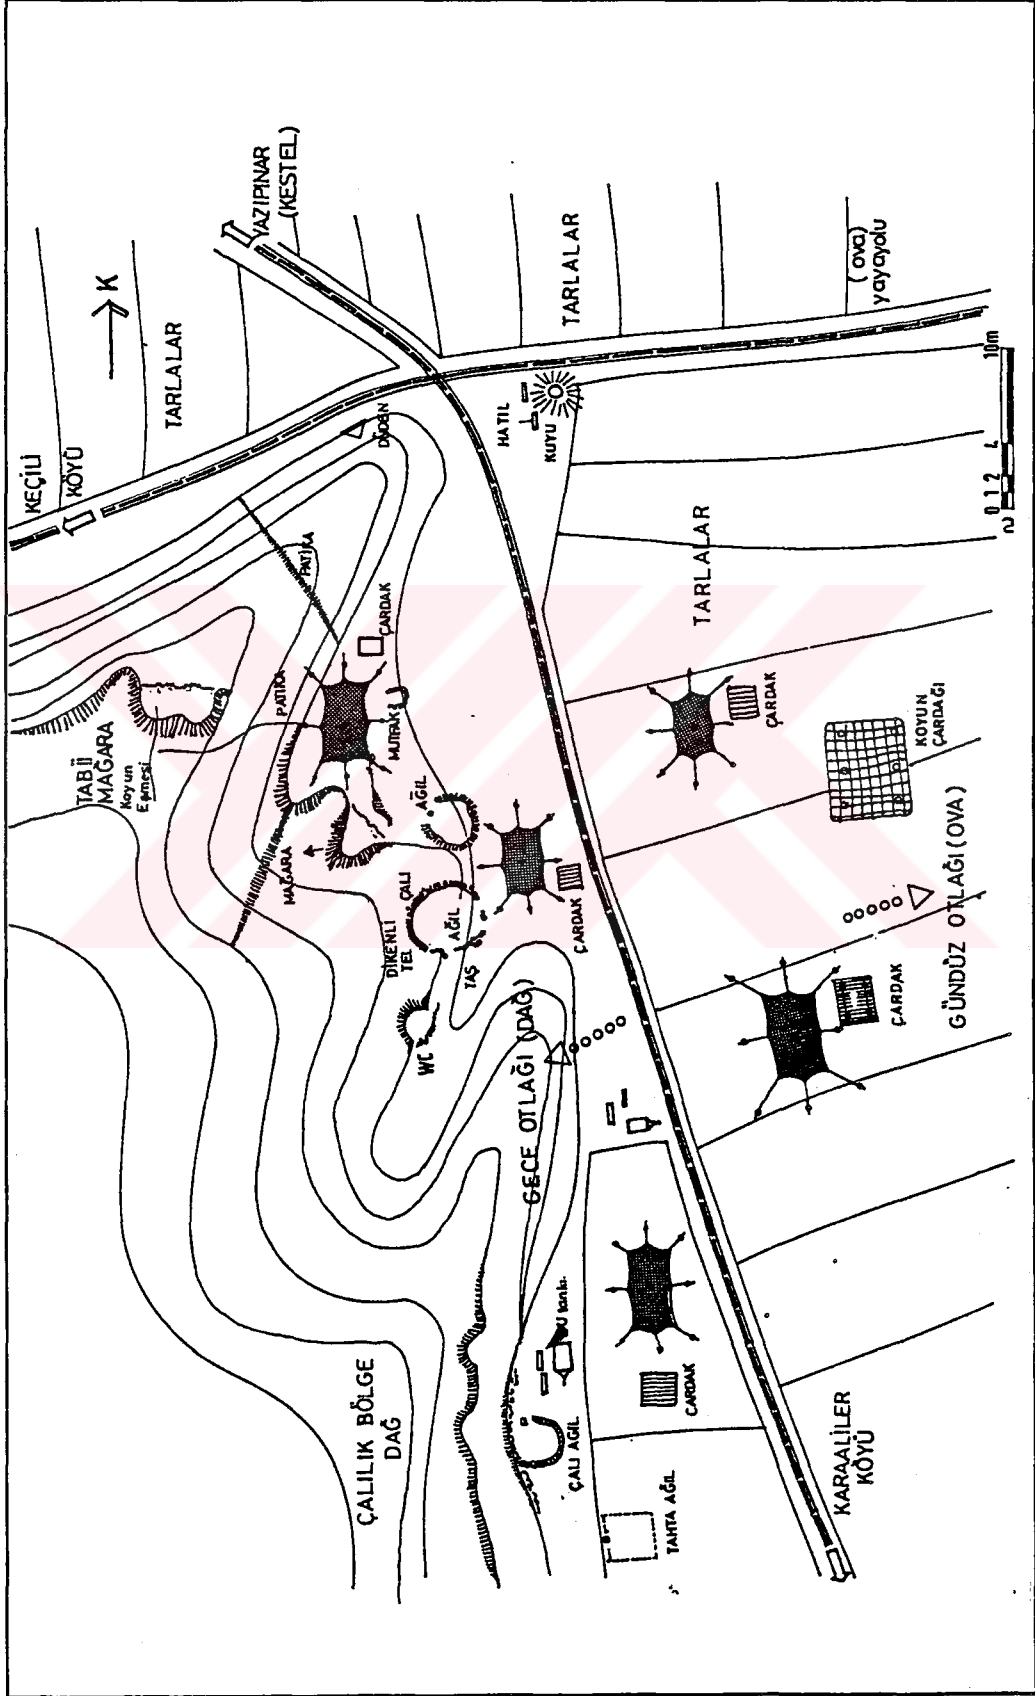 KEÇİLİ
KÖYÜ
TARLALAR
K
YAZIPINAR
(KESTEL)
TARLALAR
(ova)
yayayolu
DÜDEN
HATIL
KUYU
PATİKA
ÇARDAK
TARLALAR
0 1 2 4 10m
TABİİ
MAĞARA
Koyun
Eşmesi
PATİKA
MUTFAK
ÇARDAK
KOYUN
ÇARDAĞI
MAĞARA
AĞIL
DİKENLİ
TEL
ÇALI
AĞIL
TAŞ
ÇARDAK
WC
GECE OTLAĞI (DAĞ)
ÇARDAK
GÜNDÜZ OTLAĞI (OVA)
ÇALILIK BÖLGE
DAĞ
SU tankı.
ÇALI AĞIL
ÇARDAK
TAHTA AĞIL
KARAALİLER
KÖYÜ